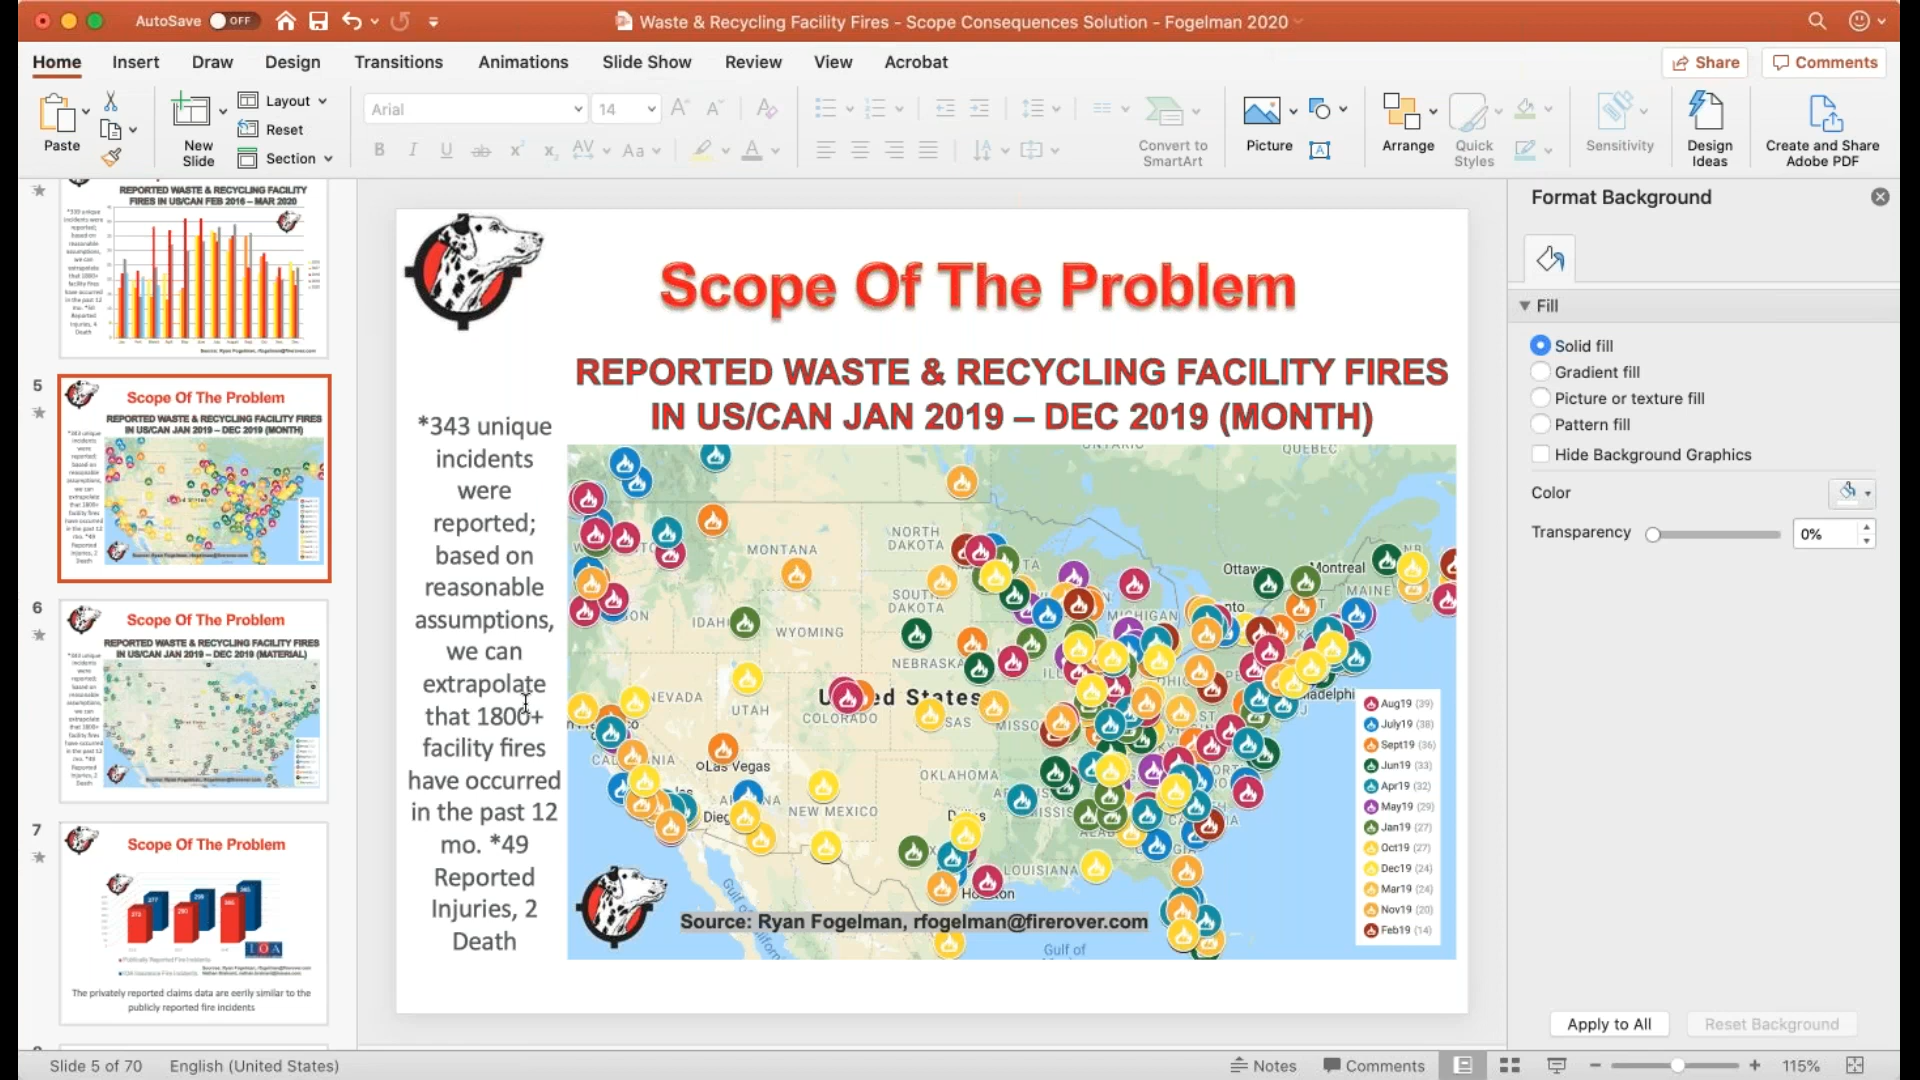 AutoSave OFF
Waste & Recycling Facility Fires - Scope Consequences Solution - Fogelman 2020
Home Insert Draw Design Transitions Animations Slide Show Review View Acrobat
Share Comments
Paste
New Slide
Layout
Reset
Section
Arial 14
Convert to SmartArt
Picture
Arrange
Quick Styles
Sensitivity
Design Ideas
Create and Share Adobe PDF
REPORTED WASTE & RECYCLING FACILITY
FIRES IN US/CAN FEB 2016 – MAR 2020
5
Scope Of The Problem
REPORTED WASTE & RECYCLING FACILITY FIRES
IN US/CAN JAN 2019 – DEC 2019 (MONTH)
6
Scope Of The Problem
REPORTED WASTE & RECYCLING FACILITY FIRES
IN US/CAN JAN 2019 – DEC 2019 (MATERIAL)
7
Scope Of The Problem
The privately reported claims data are eerily similar to the
publicly reported fire incidents
Scope Of The Problem
REPORTED WASTE & RECYCLING FACILITY FIRES
IN US/CAN JAN 2019 – DEC 2019 (MONTH)
*343 unique
incidents
were
reported;
based on
reasonable
assumptions,
we can
extrapolate
that 1800+
facility fires
have occurred
in the past 12
mo. *49
Reported
Injuries, 2
Death
ONTARIO
QUEBEC
NORTH
DAKOTA
MONTANA
Ottawa
Montreal
NB
MAINE
SOUTH
DAKOTA
MICHIGAN
WYOMING
NEBRASKA
NEVADA
UTAH
COLORADO
Las Vegas
OKLAHOMA
NEW MEXICO
LOUISIANA
Houston
Gulf of
Source: Ryan Fogelman, rfogelman@firerover.com
Aug19 (39)
July19 (38)
Sept19 (36)
Jun19 (33)
Apr19 (32)
May19 (29)
Jan19 (27)
Oct19 (27)
Dec19 (24)
Mar19 (24)
Nov19 (20)
Feb19 (14)
Format Background
Fill
Solid fill
Gradient fill
Picture or texture fill
Pattern fill
Hide Background Graphics
Color
Transparency 0%
Apply to All
Reset Background
Slide 5 of 70
English (United States)
Notes
Comments
115%